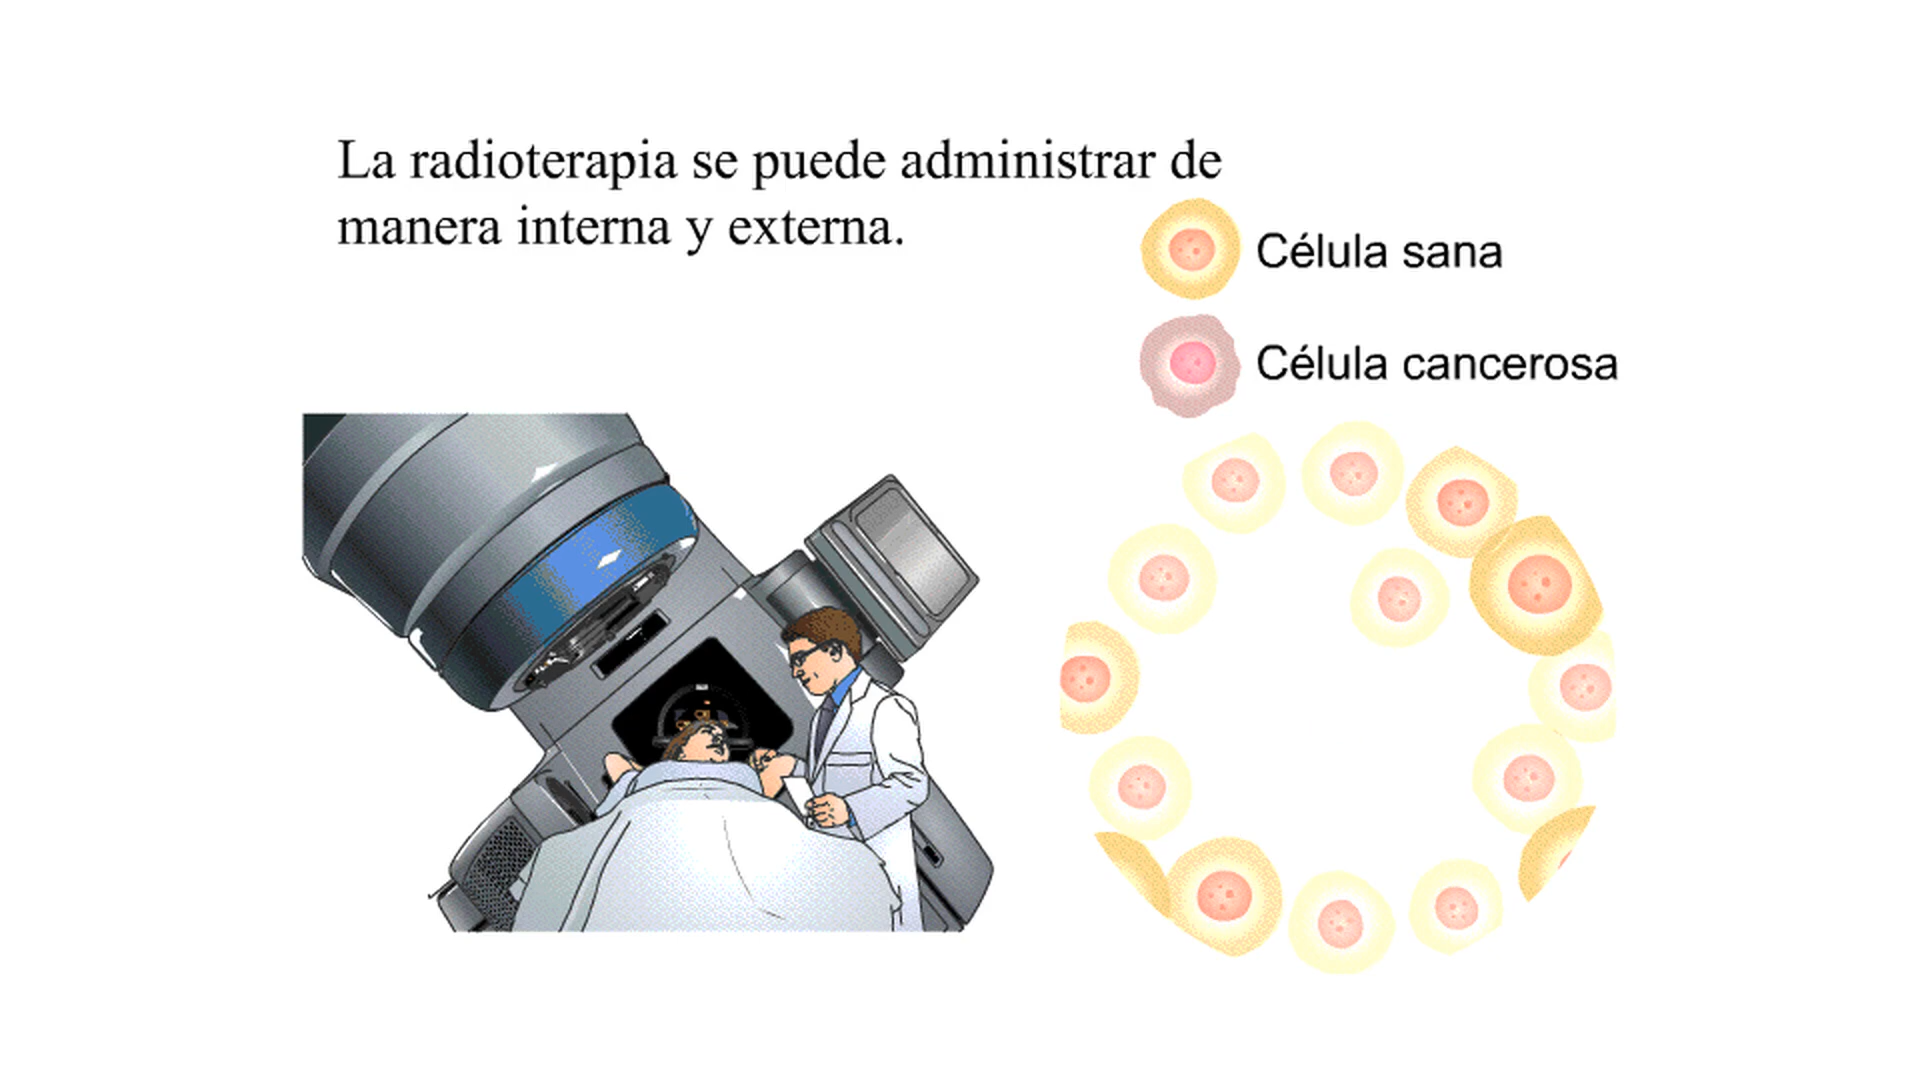 La radioterapia se puede administrar de
manera interna y externa.
Célula sana
Célula cancerosa